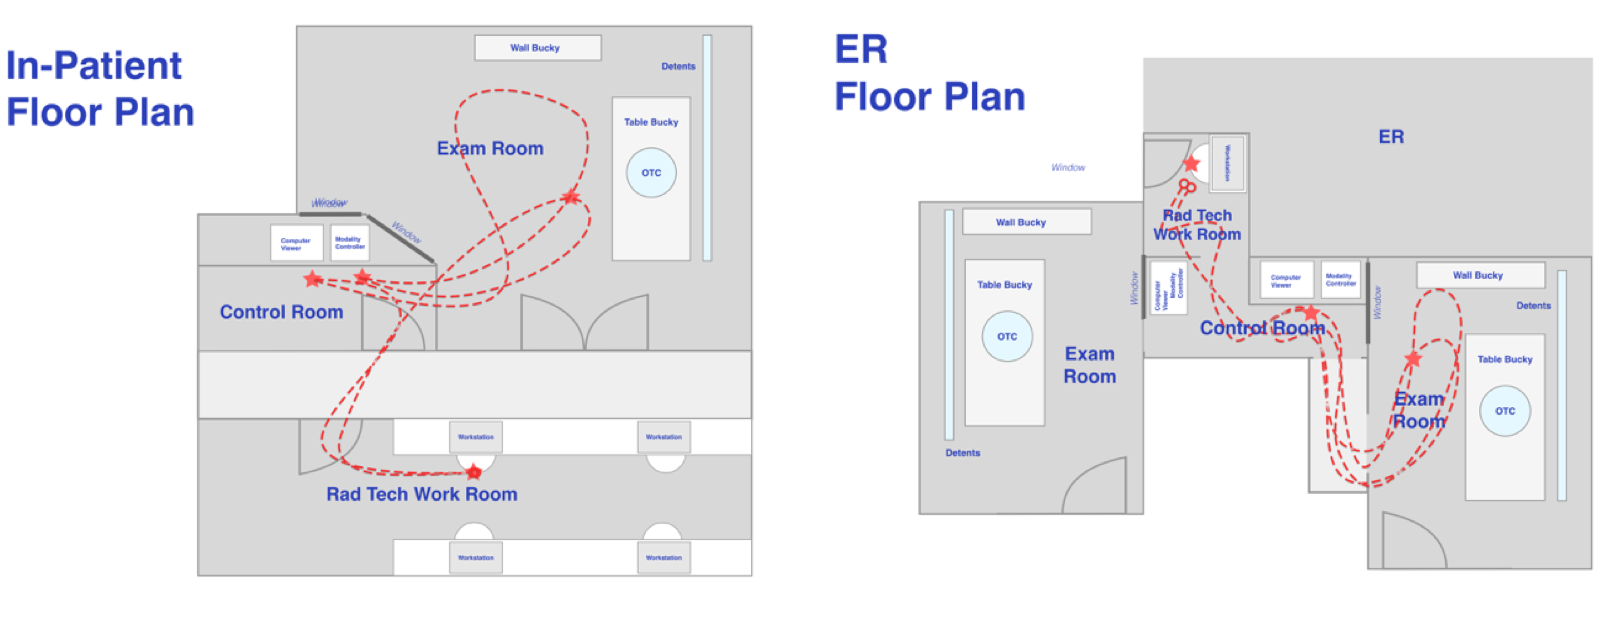 In-Patient
Floor Plan
Wall Bucky
Detents
Table Bucky
OTC
Exam Room
Window
Window
Window
Computer
Viewer
Modality
Controller
Control Room
Workstation
Workstation
Rad Tech Work Room
Workstation
Workstation
ER
Floor Plan
ER
Window
Workstation
Rad Tech
Work Room
Wall Bucky
Table Bucky
OTC
Exam
Room
Detents
Window
Computer
Viewer
Modality
Controller
Computer
Viewer
Modality
Controller
Control Room
Window
Wall Bucky
Detents
Table Bucky
OTC
Exam
Room